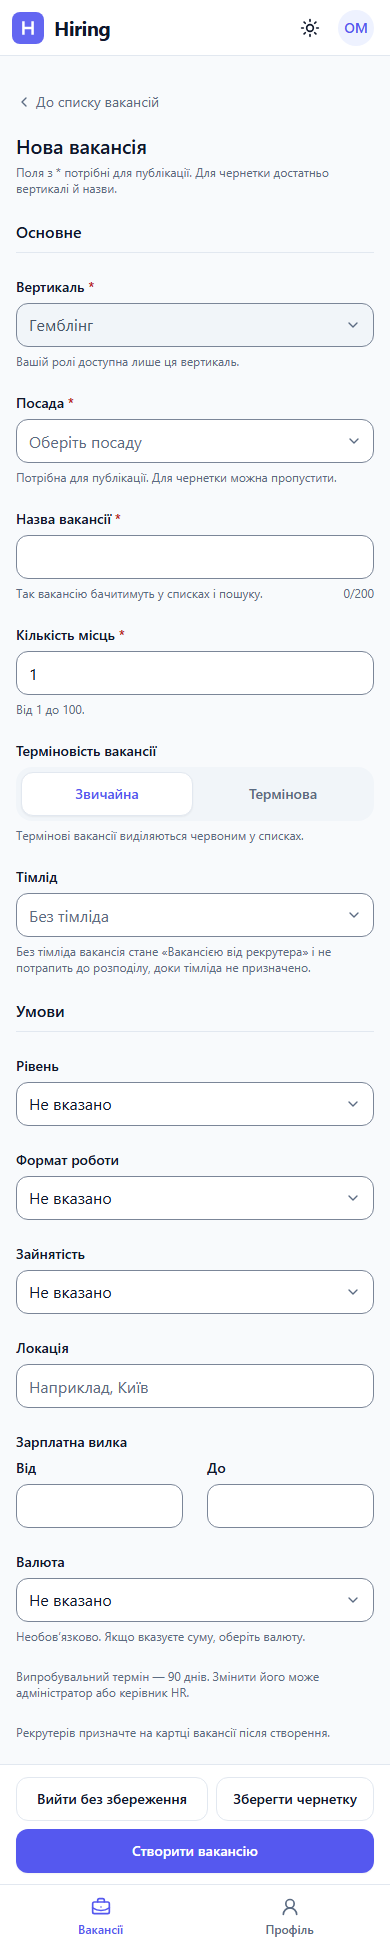 H Hiring
ОМ
До списку вакансій
Нова вакансія
Поля з * потрібні для публікації. Для чернетки достатньо
вертикалі й назви.
Основне
Вертикаль *
Гемблінг
Вашій ролі доступна лише ця вертикаль.
Посада *
Оберіть посаду
Потрібна для публікації. Для чернетки можна пропустити.
Назва вакансії *
Так вакансію бачитимуть у списках і пошуку. 0/200
Кількість місць *
1
Від 1 до 100.
Терміновість вакансії
Звичайна Термінова
Термінові вакансії виділяються червоним у списках.
Тімлід
Без тімліда
Без тімліда вакансія стане «Вакансією від рекрутера» і не
потрапить до розподілу, доки тімліда не призначено.
Умови
Рівень
Не вказано
Формат роботи
Не вказано
Зайнятість
Не вказано
Локація
Наприклад, Київ
Зарплатна вилка
Від До
Валюта
Не вказано
Необов'язково. Якщо вказуєте суму, оберіть валюту.
Випробувальний термін — 90 днів. Змінити його може
адміністратор або керівник HR.
Рекрутерів призначте на картці вакансії після створення.
Вийти без збереження Зберегти чернетку
Створити вакансію
Вакансії Профіль